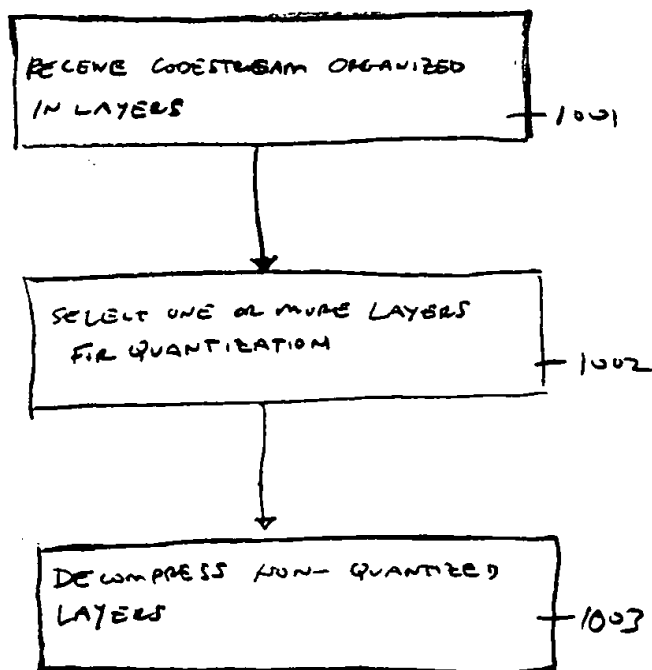 RECEIVE CODESTREAM ORGANIZED
IN LAYERS
1001
SELECT ONE OR MORE LAYERS
FOR QUANTIZATION
1002
DECOMPRESS NON-QUANTIZED
LAYERS
1003